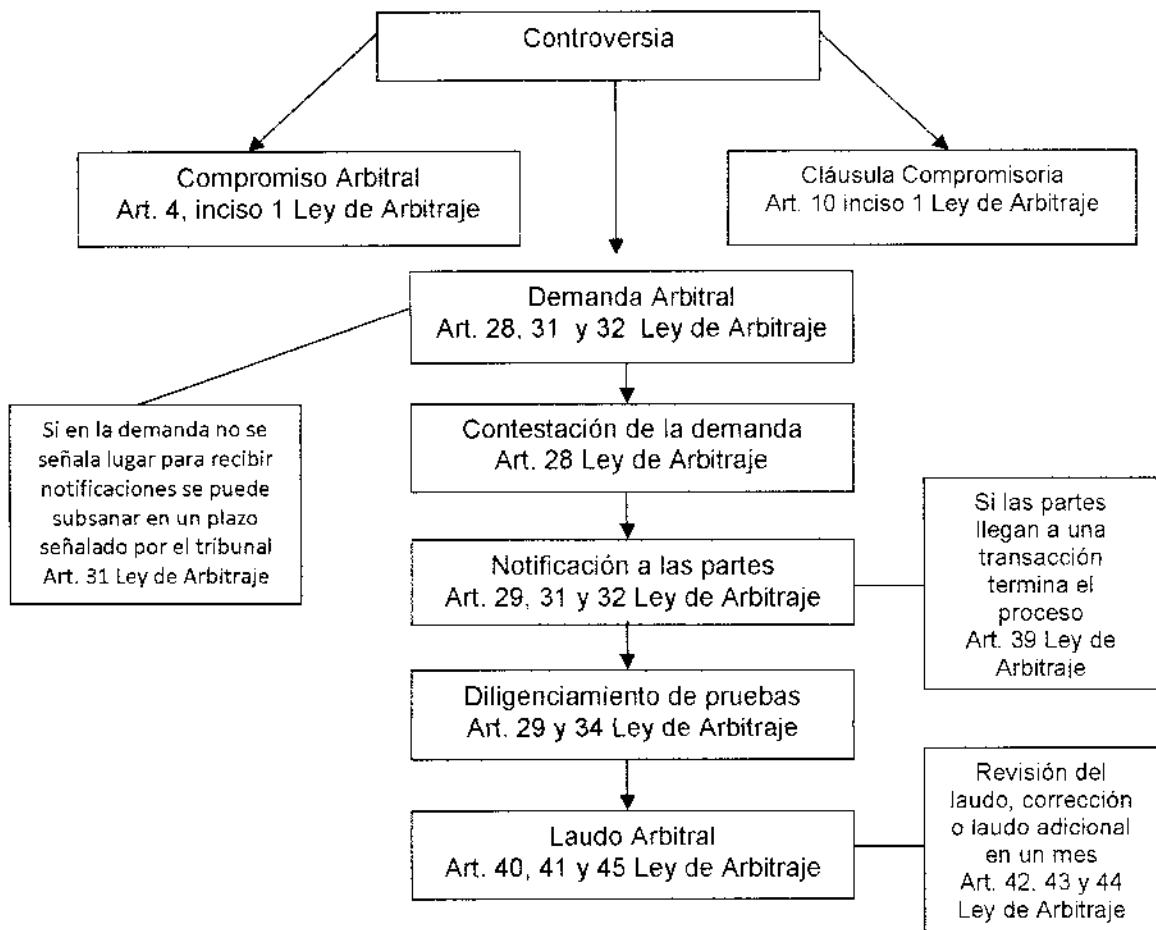 Controversia
Compromiso Arbitral
Art. 4, inciso 1 Ley de Arbitraje
Cláusula Compromisoria
Art. 10 inciso 1 Ley de Arbitraje
Demanda Arbitral
Art. 28, 31 y 32 Ley de Arbitraje
Si en la demanda no se
señala lugar para recibir
notificaciones se puede
subsanar en un plazo
señalado por el tribunal
Art. 31 Ley de Arbitraje
Contestación de la demanda
Art. 28 Ley de Arbitraje
Notificación a las partes
Art. 29, 31 y 32 Ley de Arbitraje
Si las partes
llegan a una
transacción
termina el
proceso
Art. 39 Ley de
Arbitraje
Diligenciamiento de pruebas
Art. 29 y 34 Ley de Arbitraje
Laudo Arbitral
Art. 40, 41 y 45 Ley de Arbitraje
Revisión del
laudo, corrección
o laudo adicional
en un mes
Art. 42, 43 y 44
Ley de Arbitraje